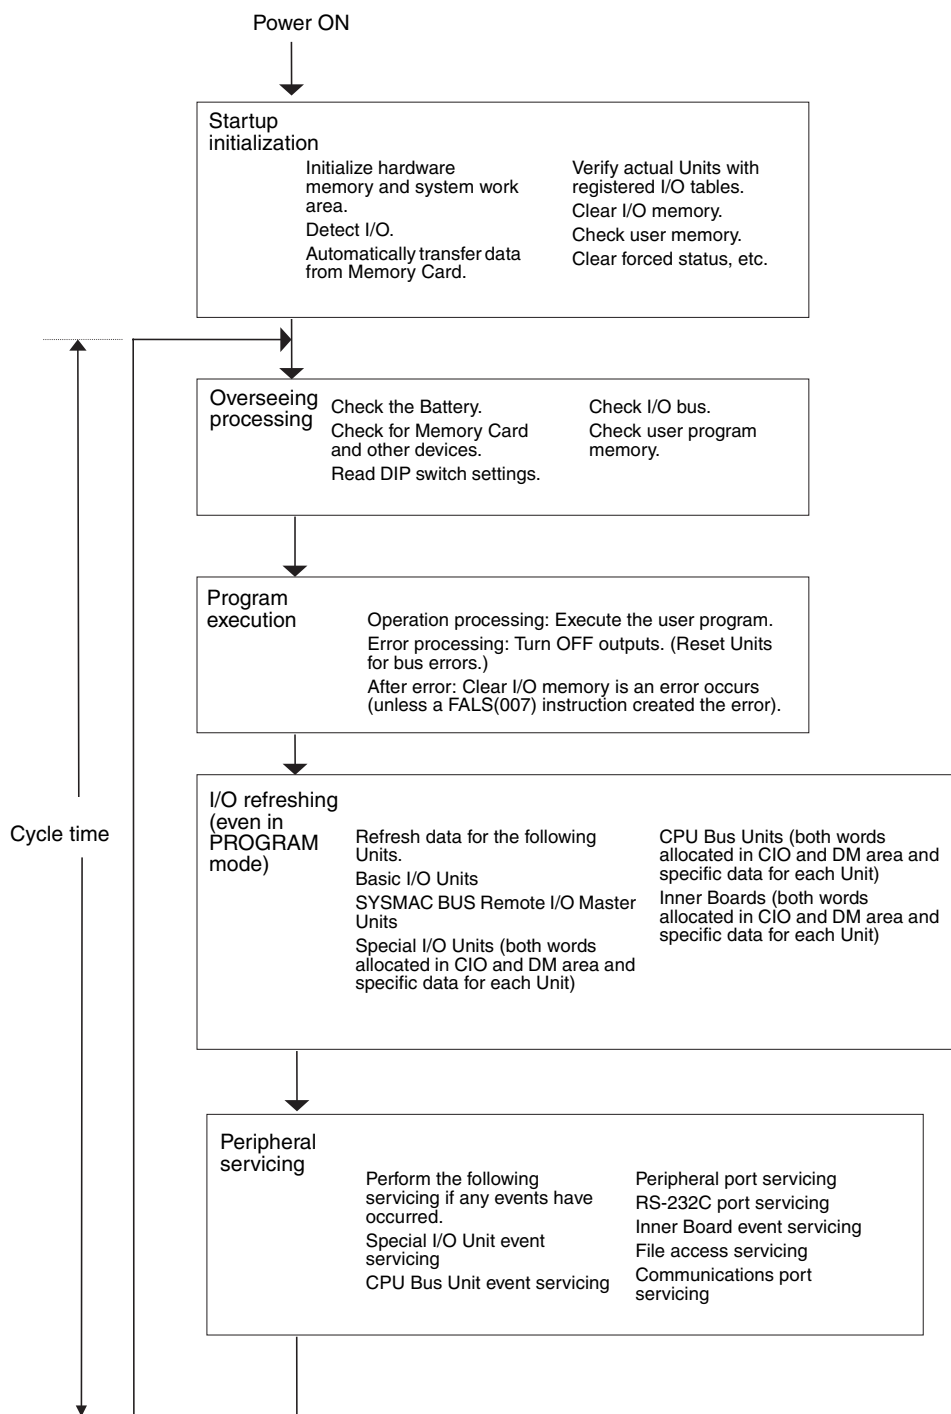 Power ON
Startup
initialization
Initialize hardware
memory and system work
area.
Detect I/O.
Automatically transfer data
from Memory Card.
Verify actual Units with
registered I/O tables.
Clear I/O memory.
Check user memory.
Clear forced status, etc.
Overseeing
processing
Check the Battery.
Check for Memory Card
and other devices.
Read DIP switch settings.
Check I/O bus.
Check user program
memory.
Program
execution
Operation processing: Execute the user program.
Error processing: Turn OFF outputs. (Reset Units
for bus errors.)
After error: Clear I/O memory is an error occurs
(unless a FALS(007) instruction created the error).
Cycle time
I/O refreshing
(even in
PROGRAM
mode)
Refresh data for the following
Units.
Basic I/O Units
SYSMAC BUS Remote I/O Master
Units
Special I/O Units (both words
allocated in CIO and DM area and
specific data for each Unit)
CPU Bus Units (both words
allocated in CIO and DM area and
specific data for each Unit)
Inner Boards (both words
allocated in CIO and DM area and
specific data for each Unit)
Peripheral
servicing
Perform the following
servicing if any events have
occurred.
Special I/O Unit event
servicing
CPU Bus Unit event servicing
Peripheral port servicing
RS-232C port servicing
Inner Board event servicing
File access servicing
Communications port
servicing